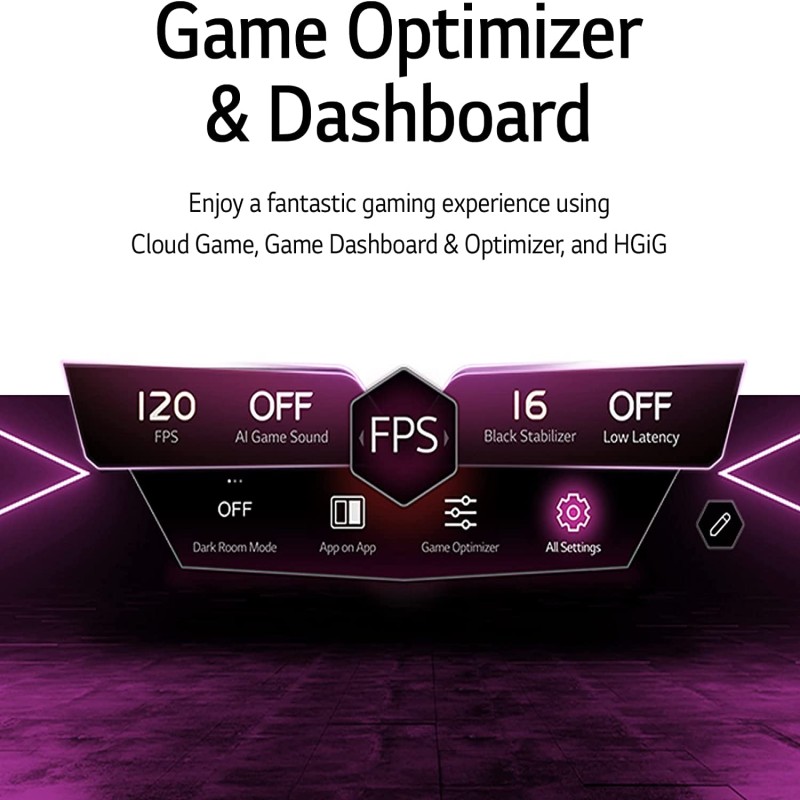 Game Optimizer
& Dashboard
Enjoy a fantastic gaming experience using
Cloud Game, Game Dashboard & Optimizer, and HGiG
120
FPS
OFF
AI Game Sound
FPS
16
Black Stabilizer
OFF
Low Latency
OFF
Dark Room Mode
App on App
Game Optimizer
All Settings